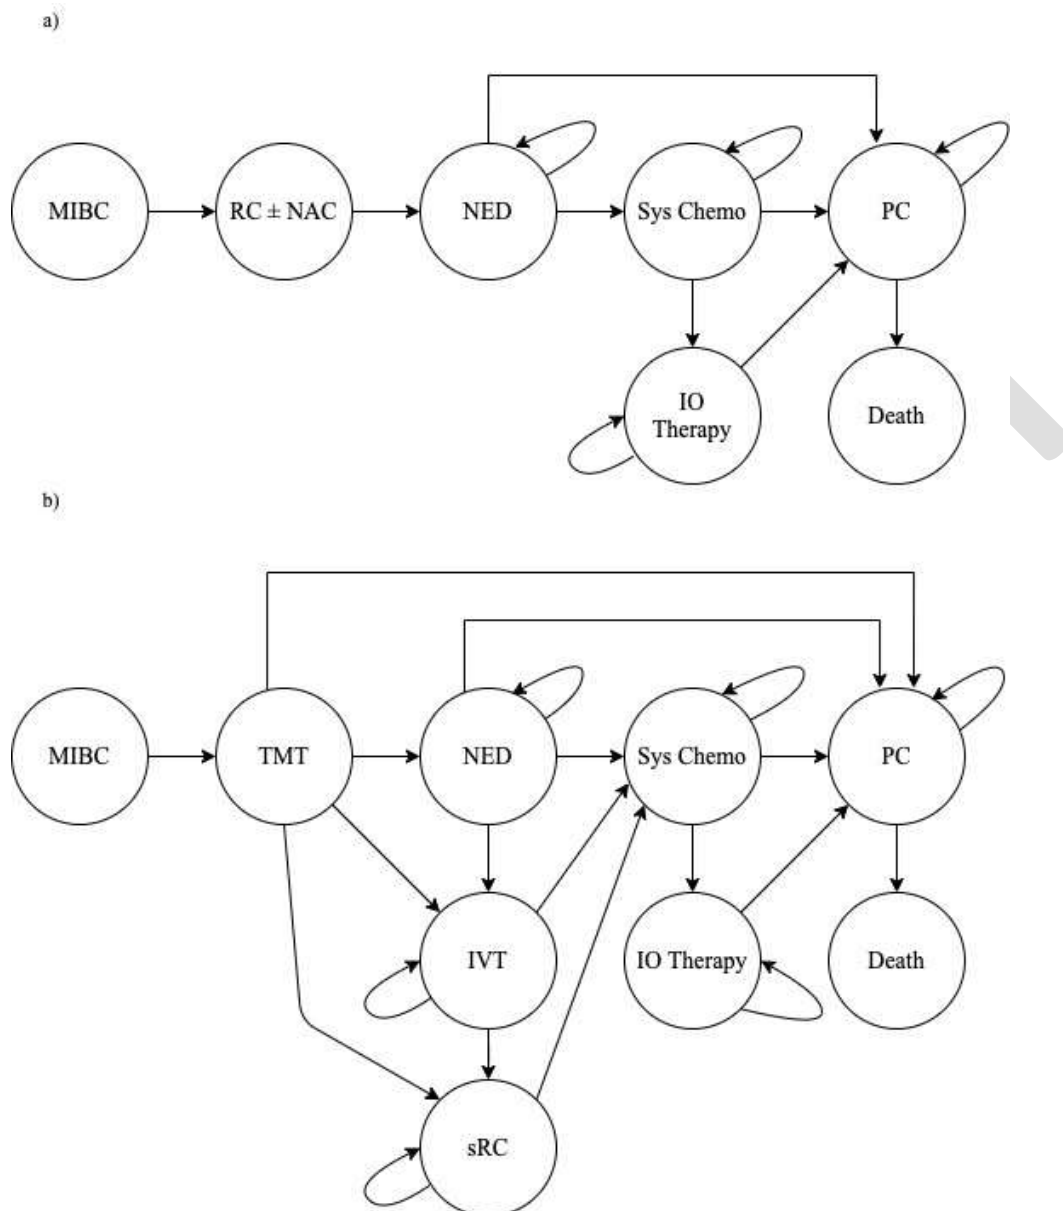 a)
MIBC
RC ± NAC
NED
Sys Chemo
PC
IO
Therapy
Death
b)
MIBC
TMT
NED
Sys Chemo
PC
IVT
IO Therapy
Death
sRC